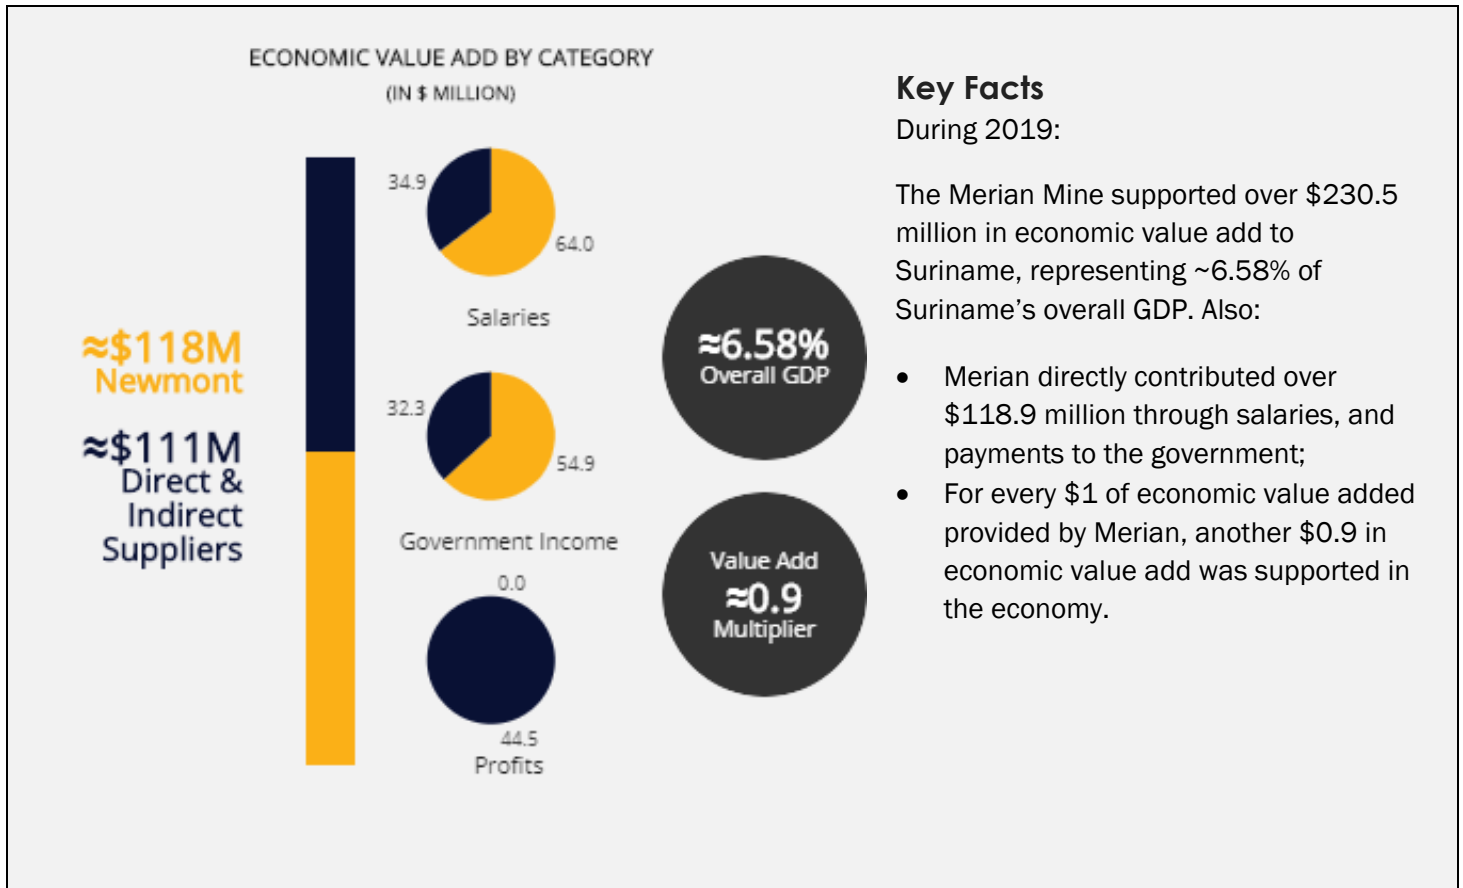 ECONOMIC VALUE ADD BY CATEGORY
(IN $ MILLION)
34.9
64.0
Salaries
≈$118M
Newmont
≈$111M
Direct &
Indirect
Suppliers
32.3
54.9
Government Income
0.0
44.5
Profits
≈6.58%
Overall GDP
Value Add
≈0.9
Multiplier
Key Facts
During 2019:
The Merian Mine supported over $230.5
million in economic value add to
Suriname, representing ~6.58% of
Suriname’s overall GDP. Also:
• Merian directly contributed over
$118.9 million through salaries, and
payments to the government;
• For every $1 of economic value added
provided by Merian, another $0.9 in
economic value add was supported in
the economy.